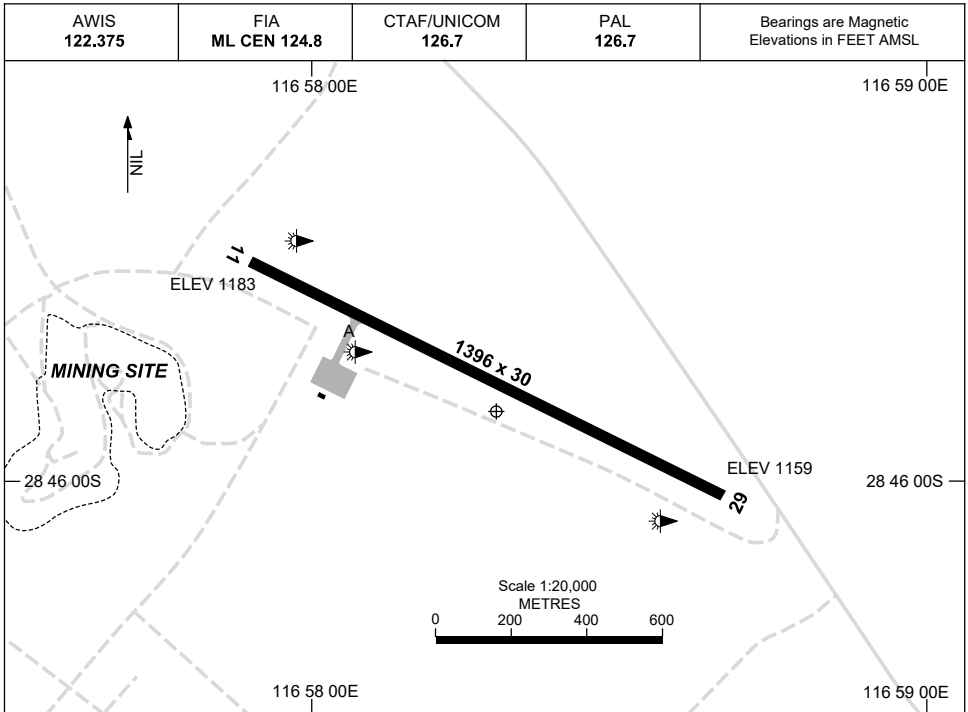 AWIS
122.375
FIA
ML CEN 124.8
CTAF/UNICOM
126.7
PAL
126.7
Bearings are Magnetic
Elevations in FEET AMSL
116 58 00E
116 59 00E
NIL
11
ELEV 1183
A
1396 x 30
MINING SITE
ELEV 1159
28 46 00S
28 46 00S
29
Scale 1:20,000
METRES
0 200 400 600
116 58 00E
116 59 00E